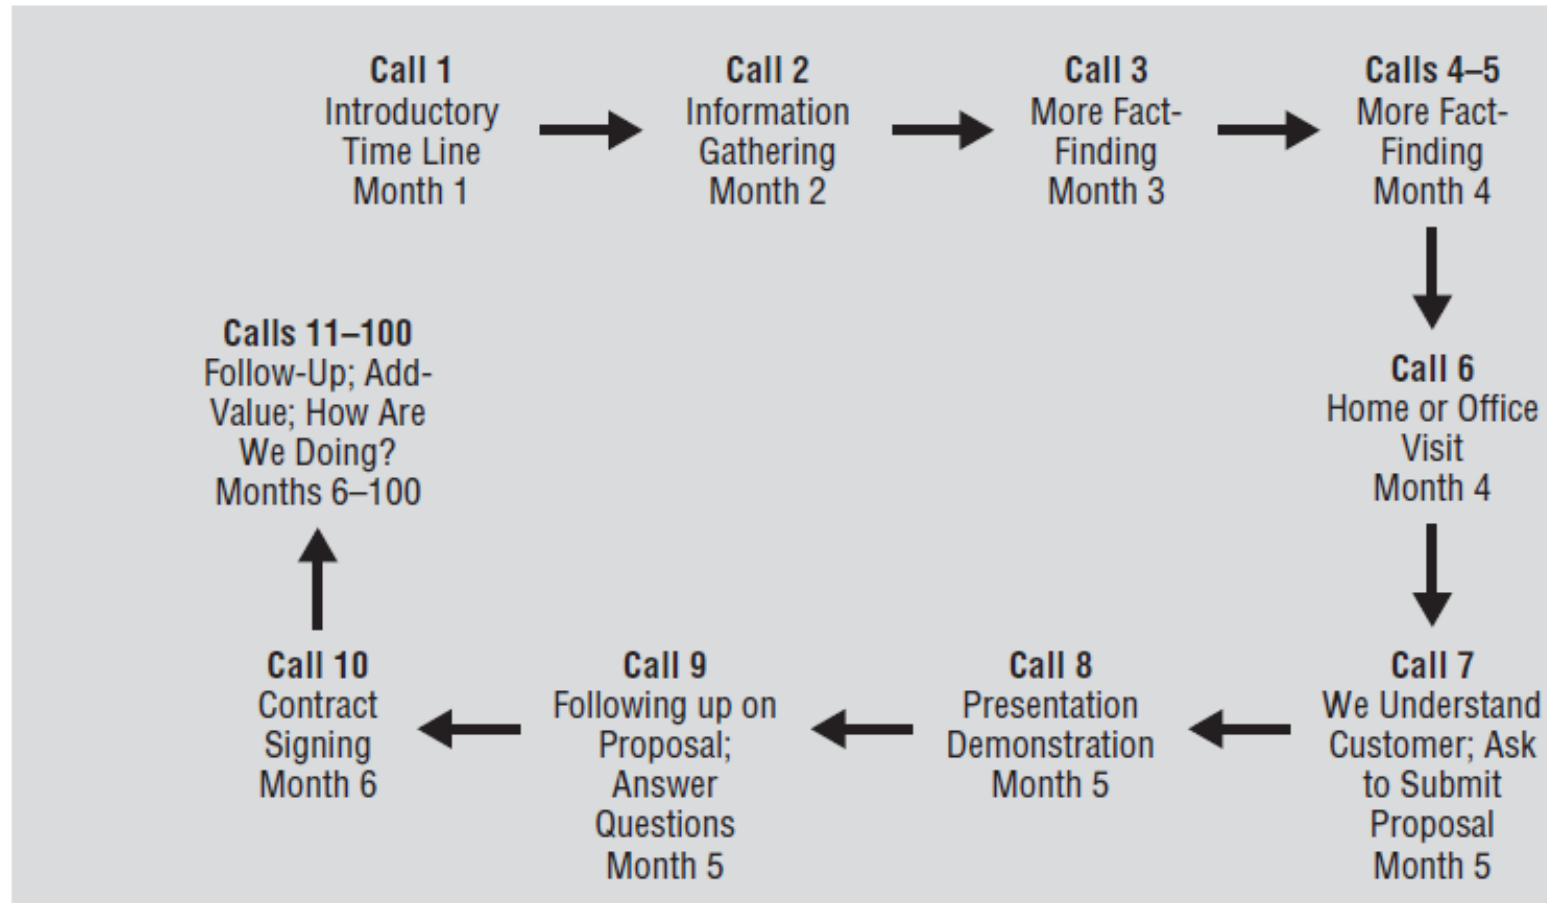 Call 1
Introductory
Time Line
Month 1
Call 2
Information
Gathering
Month 2
Call 3
More Fact-
Finding
Month 3
Calls 4–5
More Fact-
Finding
Month 4
Call 6
Home or Office
Visit
Month 4
Call 7
We Understand
Customer; Ask
to Submit
Proposal
Month 5
Call 8
Presentation
Demonstration
Month 5
Call 9
Following up on
Proposal;
Answer
Questions
Month 5
Call 10
Contract
Signing
Month 6
Calls 11–100
Follow-Up; Add-
Value; How Are
We Doing?
Months 6–100